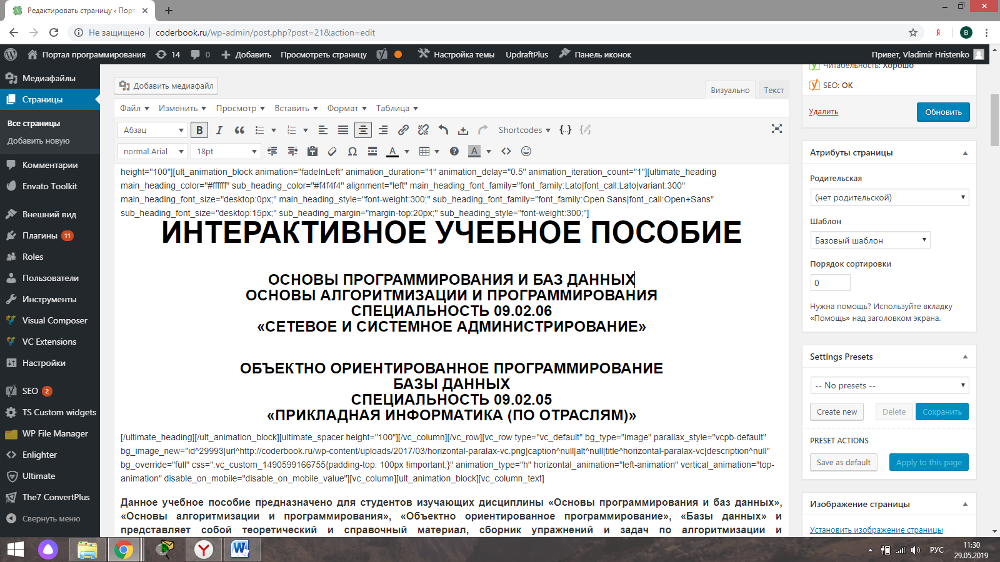 Редактировать страницу ‹ Порт
Не защищено
coderbook.ru/wp-admin/post.php?post=21&action=edit
Я
B
Портал программирования
14
0
Добавить
Просмотреть страницу
Настройка темы
UpdraftPlus
Панель иконок
Привет, Vladimir Hristenko
Медиафайлы
Страницы
Все страницы
Добавить новую
Комментарии
Envato Toolkit
Внешний вид
Плагины 11
Roles
Пользователи
Инструменты
Visual Composer
VC Extensions
Настройки
SEO 2
TS Custom widgets
WP File Manager
Enlighter
Ultimate
The7 ConvertPlus
Свернуть меню
Добавить медиафайл
Визуально
Текст
Файл
Изменить
Просмотр
Вставить
Формат
Таблица
Абзац
B
I
Shortcodes
normal Arial
18pt
A
A
height="100"][ult_animation_block animation="fadeInLeft" animation_duration="1" animation_delay="0.5" animation_iteration_count="1"][ultimate_heading
main_heading_color="#ffffff" sub_heading_color="#f4f4f4" alignment="left" main_heading_font_family="font_family:Lato|font_call:Lato|variant:300"
main_heading_font_size="desktop:0px;" main_heading_style="font-weight:300;" sub_heading_font_family="font_family:Open Sans|font_call:Open+Sans"
sub_heading_font_size="desktop:15px;" sub_heading_margin="margin-top:20px;" sub_heading_style="font-weight:300;"]
ИНТЕРАКТИВНОЕ УЧЕБНОЕ ПОСОБИЕ
ОСНОВЫ ПРОГРАММИРОВАНИЯ И БАЗ ДАННЫХ
ОСНОВЫ АЛГОРИТМИЗАЦИИ И ПРОГРАММИРОВАНИЯ
СПЕЦИАЛЬНОСТЬ 09.02.06
«СЕТЕВОЕ И СИСТЕМНОЕ АДМИНИСТРИРОВАНИЕ»
ОБЪЕКТНО ОРИЕНТИРОВАННОЕ ПРОГРАММИРОВАНИЕ
БАЗЫ ДАННЫХ
СПЕЦИАЛЬНОСТЬ 09.02.05
«ПРИКЛАДНАЯ ИНФОРМАТИКА (ПО ОТРАСЛЯМ)»
[/ultimate_heading][/ult_animation_block][ultimate_spacer height="100"][/vc_column][/vc_row][vc_row type="vc_default" bg_type="image" parallax_style="vcpb-default"
bg_image_new="id^29993|url^http://coderbook.ru/wp-content/uploads/2017/03/horizontal-paralax-vc.png|caption^null|alt^null|title^horizontal-paralax-vc|description^null"
bg_override="full" css=".vc_custom_1490599166755{padding-top: 100px !important;}" animation_type="h" horizontal_animation="left-animation" vertical_animation="top-
animation" disable_on_mobile="disable_on_mobile_value"][vc_column][ult_animation_block][vc_column_text]
Данное учебное пособие предназначено для студентов изучающих дисциплины «Основы программирования и баз данных»,
«Основы алгоритмизации и программирования», «Объектно ориентированное программирование», «Базы данных» и
представляет собой теоретический и справочный материал, сборник упражнений и задач по алгоритмизации и
Читабельность: Хорошо
SEO: OK
Удалить
Обновить
Атрибуты страницы
Родительская
(нет родительской)
Шаблон
Базовый шаблон
Порядок сортировки
0
Нужна помощь? Используйте вкладку
«Помощь» над заголовком экрана.
Settings Presets
-- No presets --
Create new
Delete
Сохранить
PRESET ACTIONS
Save as default
Apply to this page
Изображение страницы
Установить изображение страницы
РУС
11:30
29.05.2019